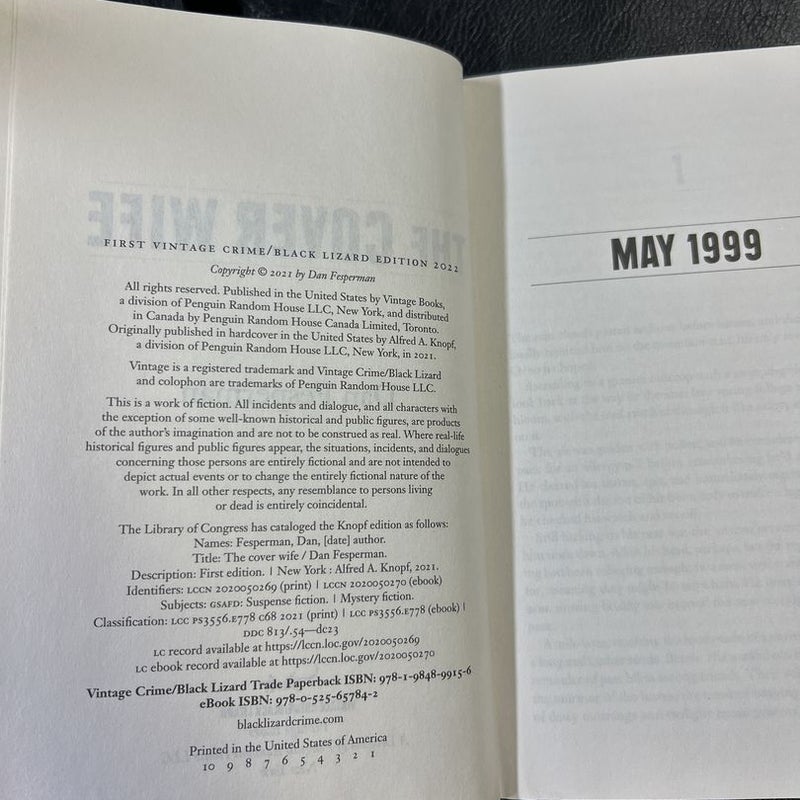 FIRST VINTAGE CRIME/BLACK LIZARD EDITION 2022
Copyright © 2021 by Dan Fesperman
All rights reserved. Published in the United States by Vintage Books,
a division of Penguin Random House LLC, New York, and distributed
in Canada by Penguin Random House Canada Limited, Toronto.
Originally published in hardcover in the United States by Alfred A. Knopf,
a division of Penguin Random House LLC, New York, in 2021.
Vintage is a registered trademark and Vintage Crime/Black Lizard
and colophon are trademarks of Penguin Random House LLC.
This is a work of fiction. All incidents and dialogue, and all characters with
the exception of some well-known historical and public figures, are products
of the author's imagination and are not to be construed as real. Where real-life
historical figures and public figures appear, the situations, incidents, and dialogues
concerning those persons are entirely fictional and are not intended to
depict actual events or to change the entirely fictional nature of the
work. In all other respects, any resemblance to persons living
or dead is entirely coincidental.
The Library of Congress has cataloged the Knopf edition as follows:
Names: Fesperman, Dan, [date] author.
Title: The cover wife / Dan Fesperman.
Description: First edition. | New York : Alfred A. Knopf, 2021.
Identifiers: LCCN 2020050269 (print) | LCCN 2020050270 (ebook)
Subjects: GSAFD: Suspense fiction. | Mystery fiction.
Classification: LCC PS3556.E778 C68 2021 (print) | LCC PS3556.E778 (ebook) |
DDC 813/.54—dc23
LC record available at https://lccn.loc.gov/2020050269
LC ebook record available at https://lccn.loc.gov/2020050270
Vintage Crime/Black Lizard Trade Paperback ISBN: 978-1-9848-9915-6
eBook ISBN: 978-0-525-65784-2
blacklizardcrime.com
Printed in the United States of America
10 9 8 7 6 5 4 3 2 1
THE COVER WIFE
1
MAY 1999